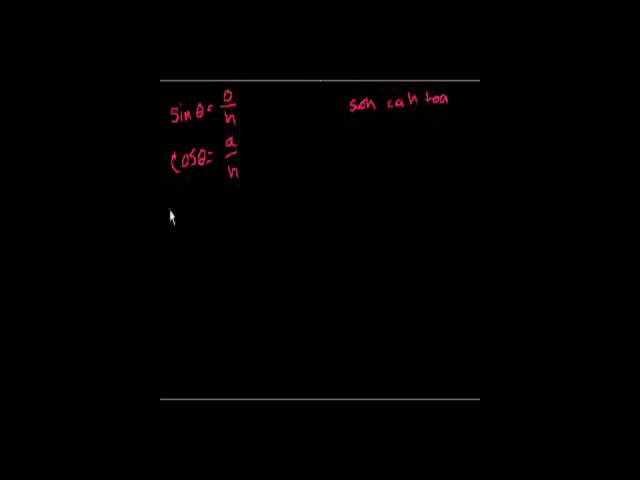 sin θ = o/h
soh cah toa
cos θ = a/h